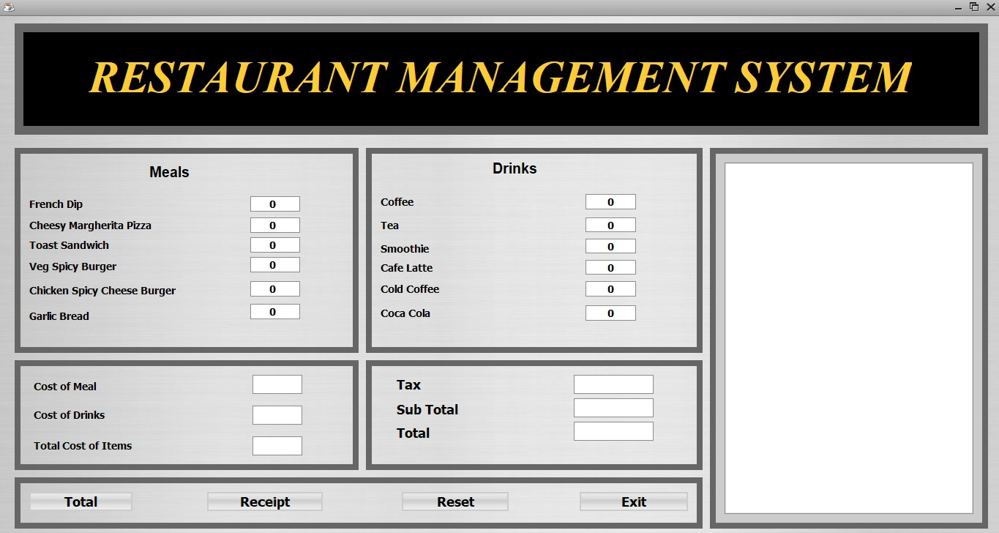 RESTAURANT MANAGEMENT SYSTEM
Meals
French Dip 0
Cheesy Margherita Pizza 0
Toast Sandwich 0
Veg Spicy Burger 0
Chicken Spicy Cheese Burger 0
Garlic Bread 0
Drinks
Coffee 0
Tea 0
Smoothie 0
Cafe Latte 0
Cold Coffee 0
Coca Cola 0
Cost of Meal
Cost of Drinks
Total Cost of Items
Tax
Sub Total
Total
Total Receipt Reset Exit